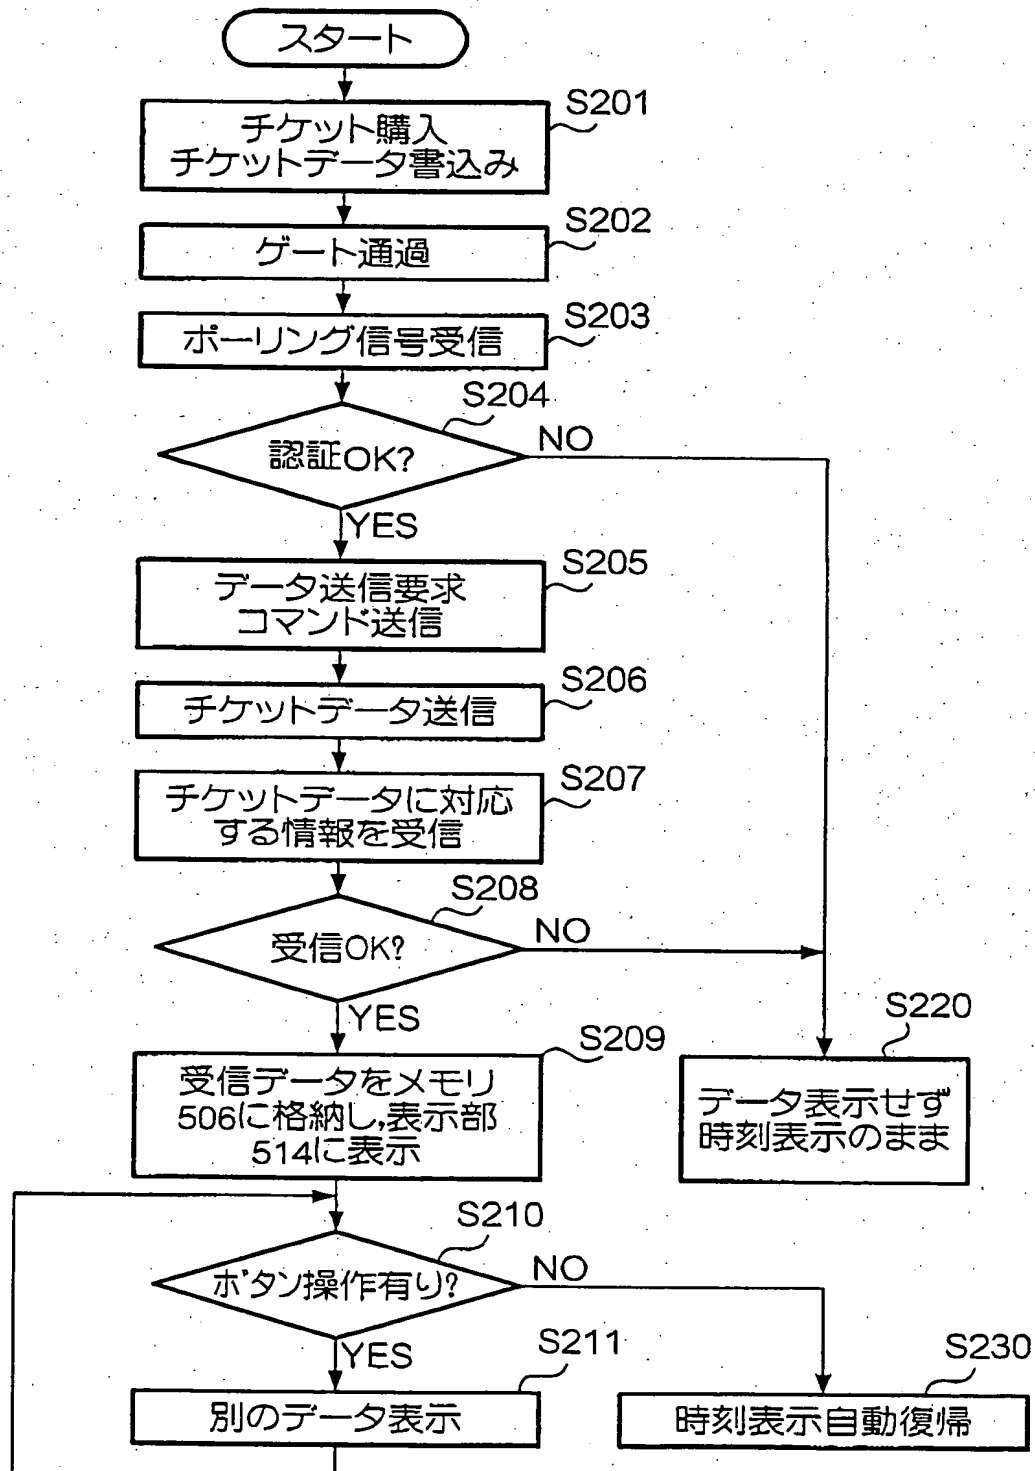 スタート
S201
チケット購入
チケットデータ書込み
S202
ゲート通過
S203
ポーリング信号受信
S204
認証OK?
NO
YES
S205
データ送信要求
コマンド送信
S206
チケットデータ送信
S207
チケットデータに対応
する情報を受信
S208
受信OK?
NO
YES
S209
受信データをメモリ
506に格納し,表示部
514に表示
S220
データ表示せず
時刻表示のまま
S210
ボタン操作有り?
NO
YES
S211
別のデータ表示
S230
時刻表示自動復帰